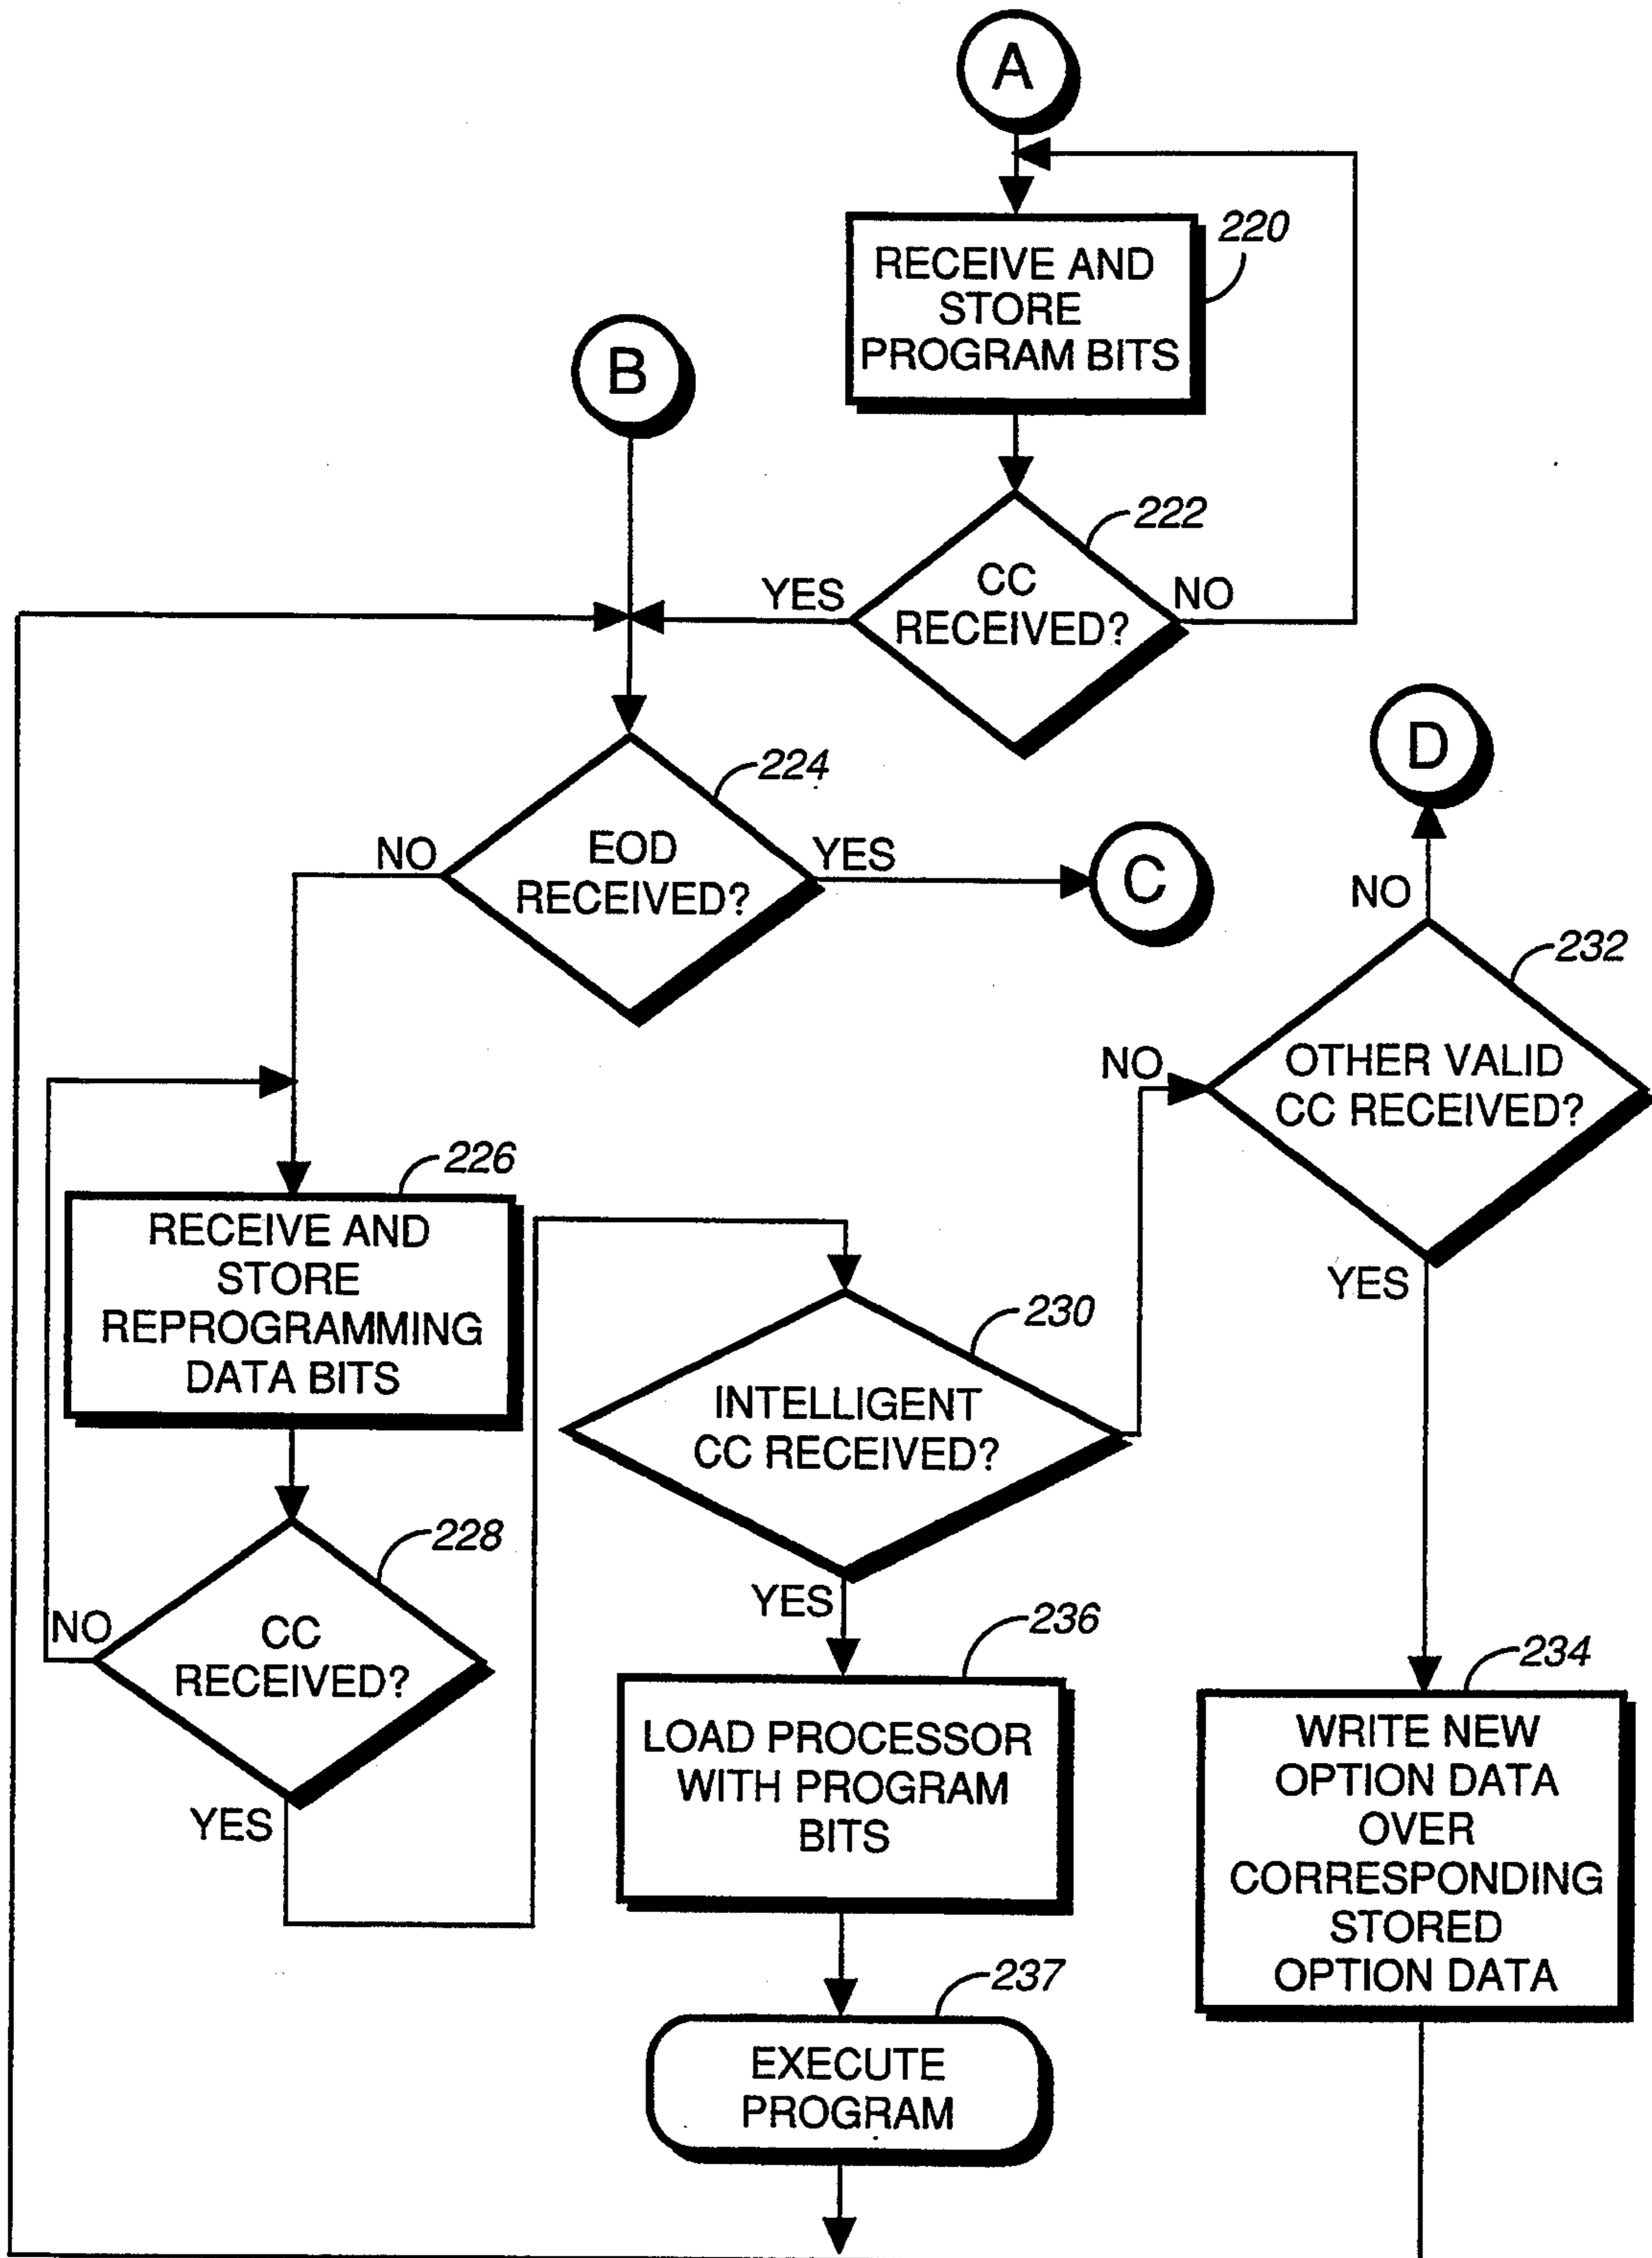 A
220
RECEIVE AND
STORE
PROGRAM BITS
B
222
CC
RECEIVED?
YES
NO
D
224
EOD
RECEIVED?
NO
YES
C
NO
232
OTHER VALID
CC RECEIVED?
NO
YES
226
RECEIVE AND
STORE
REPROGRAMMING
DATA BITS
230
INTELLIGENT
CC RECEIVED?
YES
228
CC
RECEIVED?
NO
YES
236
LOAD PROCESSOR
WITH PROGRAM
BITS
234
WRITE NEW
OPTION DATA
OVER
CORRESPONDING
STORED
OPTION DATA
237
EXECUTE
PROGRAM